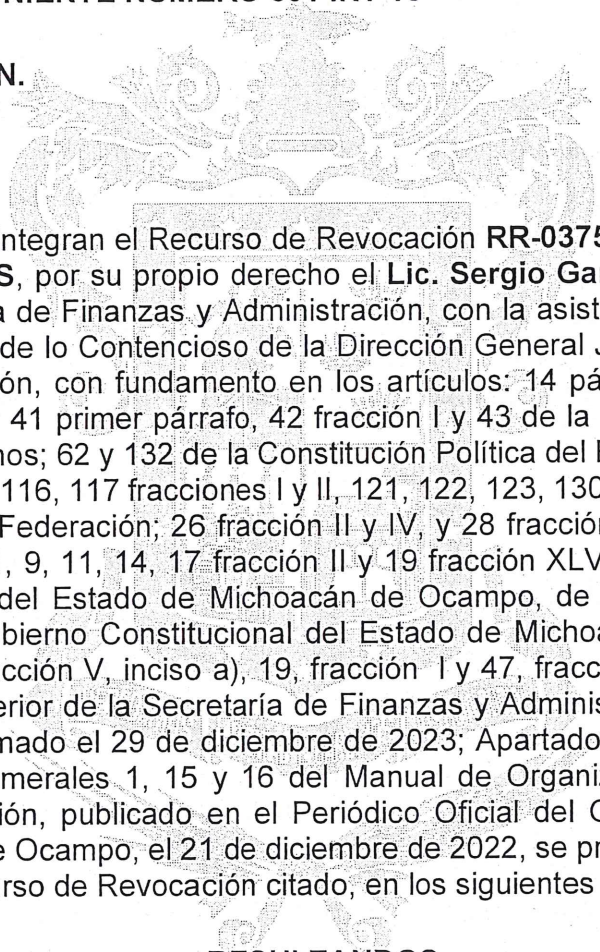 N.
integran el Recurso de Revocación RR-0375
S, por su propio derecho el Lic. Sergio Ga
a de Finanzas y Administración, con la asist
de lo Contencioso de la Dirección General
ón, con fundamento en los artículos: 14 pá
41 primer párrafo, 42 fracción I y 43 de la
nos; 62 y 132 de la Constitución Política del
116, 117 fracciones I y II, 121, 122, 123, 130
Federación; 26 fracción II y IV, y 28 fracción
, 9, 11, 14, 17 fracción II y 19 fracción XLV
del Estado de Michoacán de Ocampo, de
bierno Constitucional del Estado de Michoa
cción V, inciso a), 19, fracción I y 47, fracc
erior de la Secretaría de Finanzas y Adminis
mado el 29 de diciembre de 2023; Apartado
merales 1, 15 y 16 del Manual de Organi
ión, publicado en el Periódico Oficial del
e Ocampo, el 21 de diciembre de 2022, se pr
rso de Revocación citado, en los siguientes